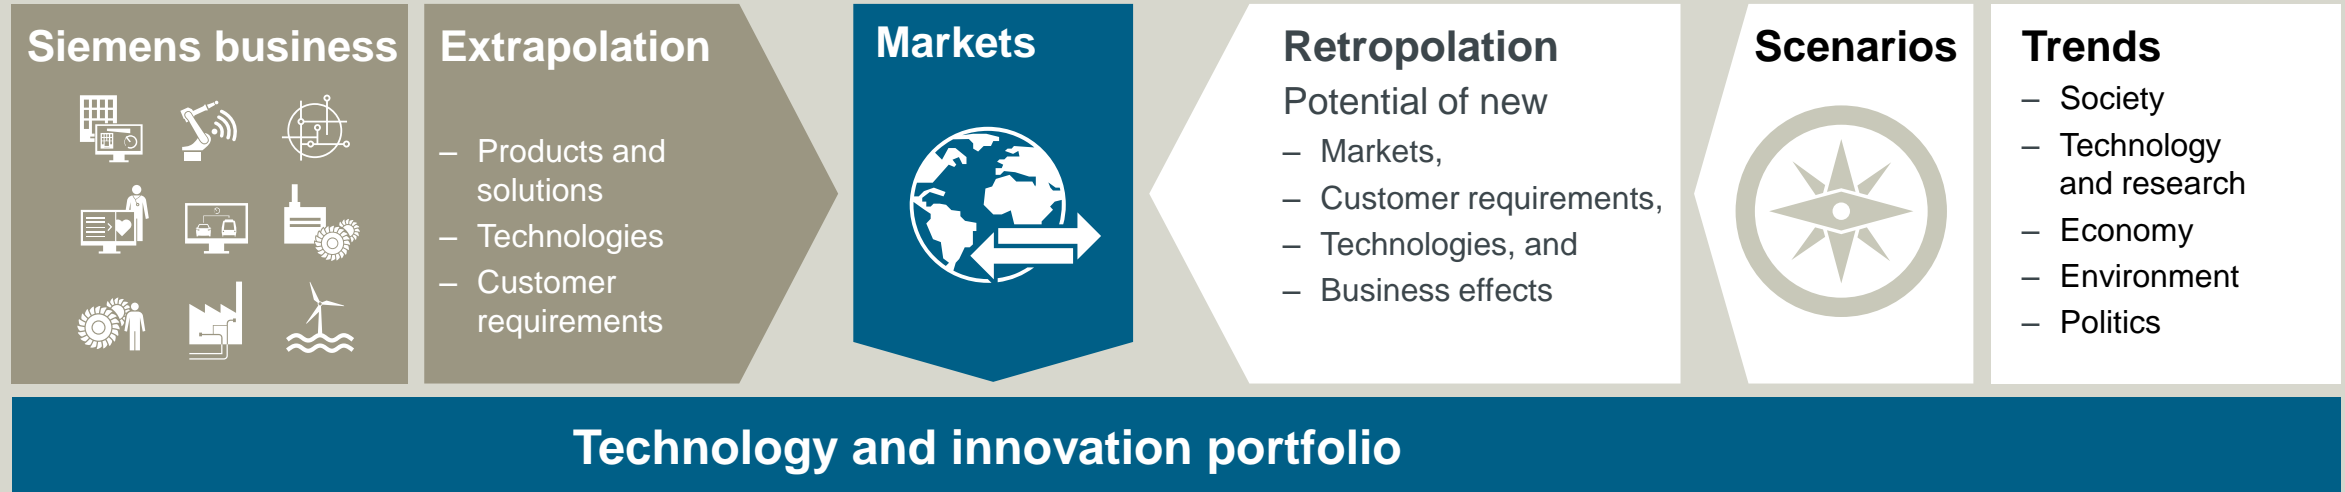 Siemens business
Extrapolation
– Products and
solutions
– Technologies
– Customer
requirements
Markets
Retropolation
Potential of new
– Markets,
– Customer requirements,
– Technologies, and
– Business effects
Scenarios
Trends
– Society
– Technology
and research
– Economy
– Environment
– Politics
Technology and innovation portfolio